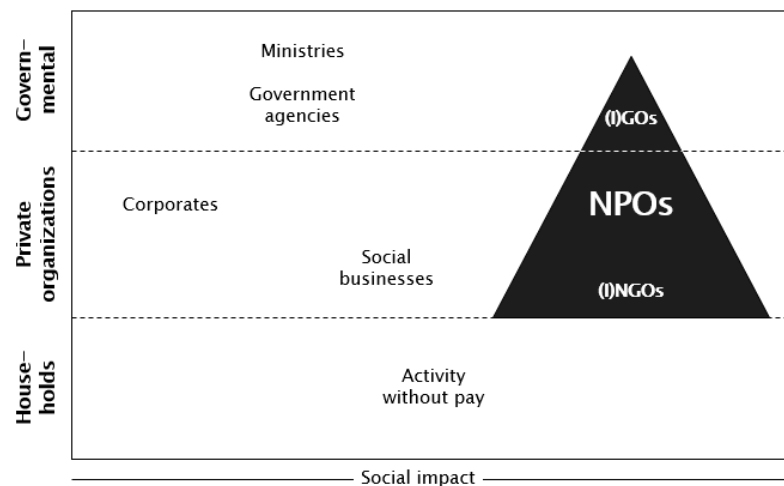 Govern–
mental
Ministries
Government
agencies
(I)GOs
Private
organizations
Corporates
Social
businesses
NPOs
(I)NGOs
House–
holds
Activity
without pay
Social impact